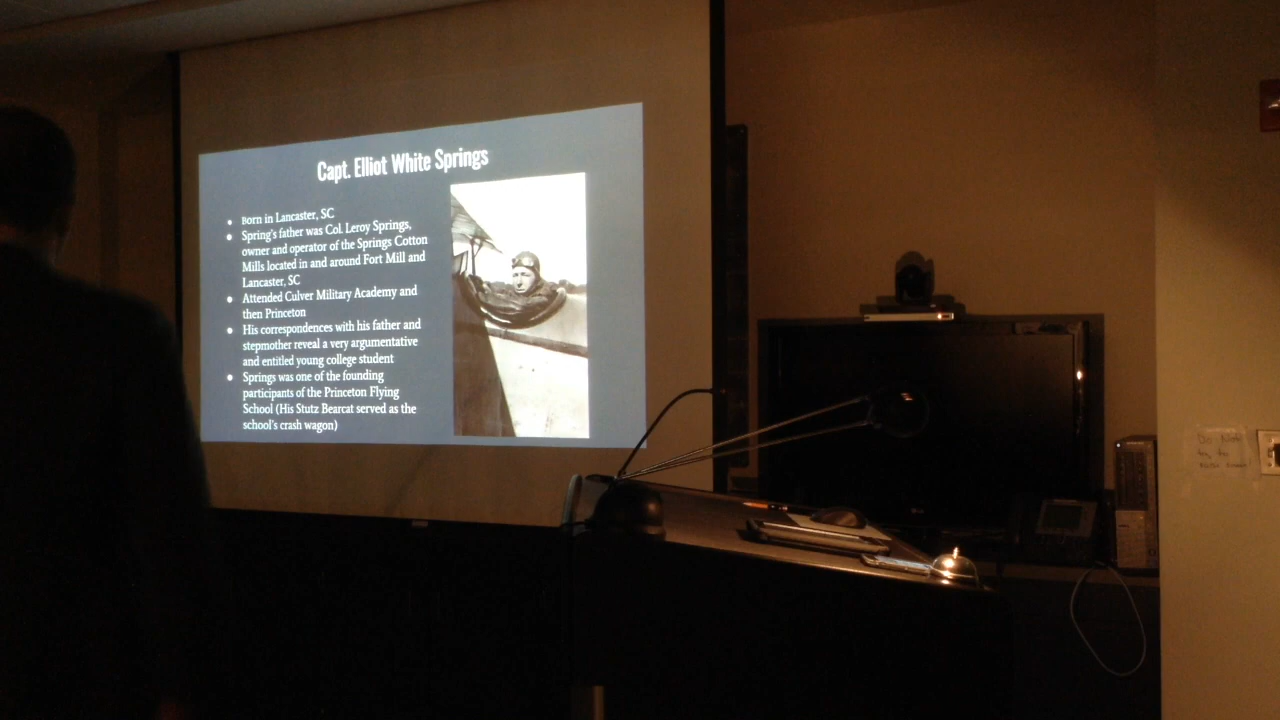 Capt. Elliot White Springs
Born in Lancaster, SC
Spring's father was Col. Leroy Springs,
owner and operator of the Springs Cotton
Mills located in and around Fort Mill and
Lancaster, SC
Attended Culver Military Academy and
then Princeton
His correspondences with his father and
stepmother reveal a very argumentative
and entitled young college student
Springs was one of the founding
participants of the Princeton Flying
School (His Stutz Bearcat served as the
school's crash wagon)
Do Not